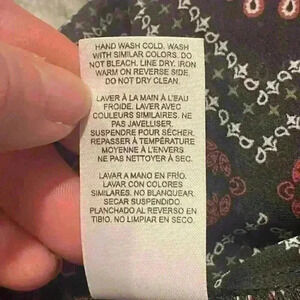 HAND WASH COLD. WASH
WITH SIMILAR COLORS. DO
NOT BLEACH. LINE DRY. IRON
WARM ON REVERSE SIDE.
DO NOT DRY CLEAN.
LAVER À LA MAIN À L'EAU
FROIDE. LAVER AVEC
COULEURS SIMILAIRES. NE
PAS JAVELLISER.
SUSPENDRE POUR SÉCHER.
REPASSER À TEMPÉRATURE
MOYENNE À L'ENVERS
NE PAS NETTOYER À SEC.
LAVAR A MANO EN FRÍO.
LAVAR CON COLORES
SIMILARES. NO BLANQUEAR
SECAR SUSPENDIDO.
PLANCHADO AL REVERSO EN
TIBIO. NO LIMPIAR EN SECO.